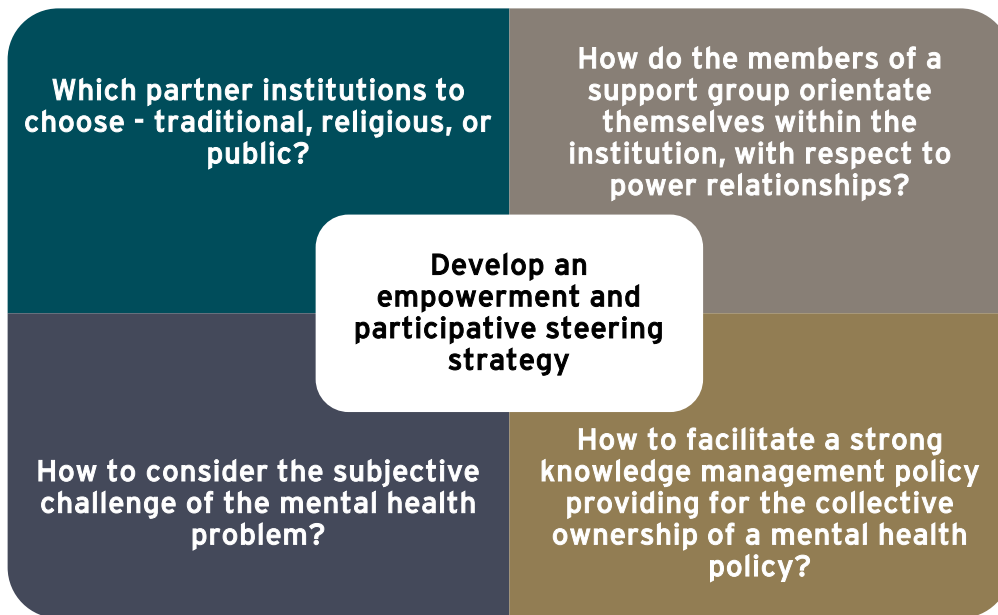 Which partner institutions to
choose - traditional, religious, or
public?
How do the members of a
support group orientate
themselves within the
institution, with respect to
power relationships?
Develop an
empowerment and
participative steering
strategy
How to consider the subjective
challenge of the mental health
problem?
How to facilitate a strong
knowledge management policy
providing for the collective
ownership of a mental health
policy?